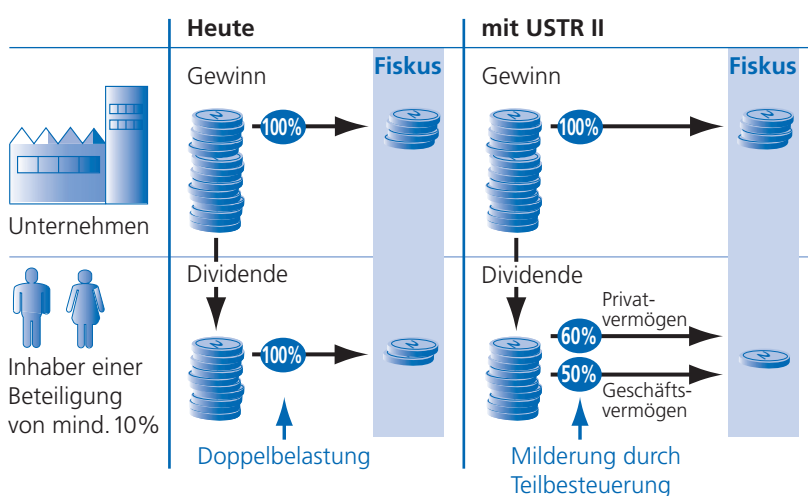 Heute
mit USTR II
Gewinn
Fiskus
Gewinn
Fiskus
100%
100%
Unternehmen
Dividende
Dividende
Privat-
vermögen
60%
100%
50%
Geschäfts-
vermögen
Inhaber einer
Beteiligung
von mind. 10%
Doppelbelastung
Milderung durch
Teilbesteuerung